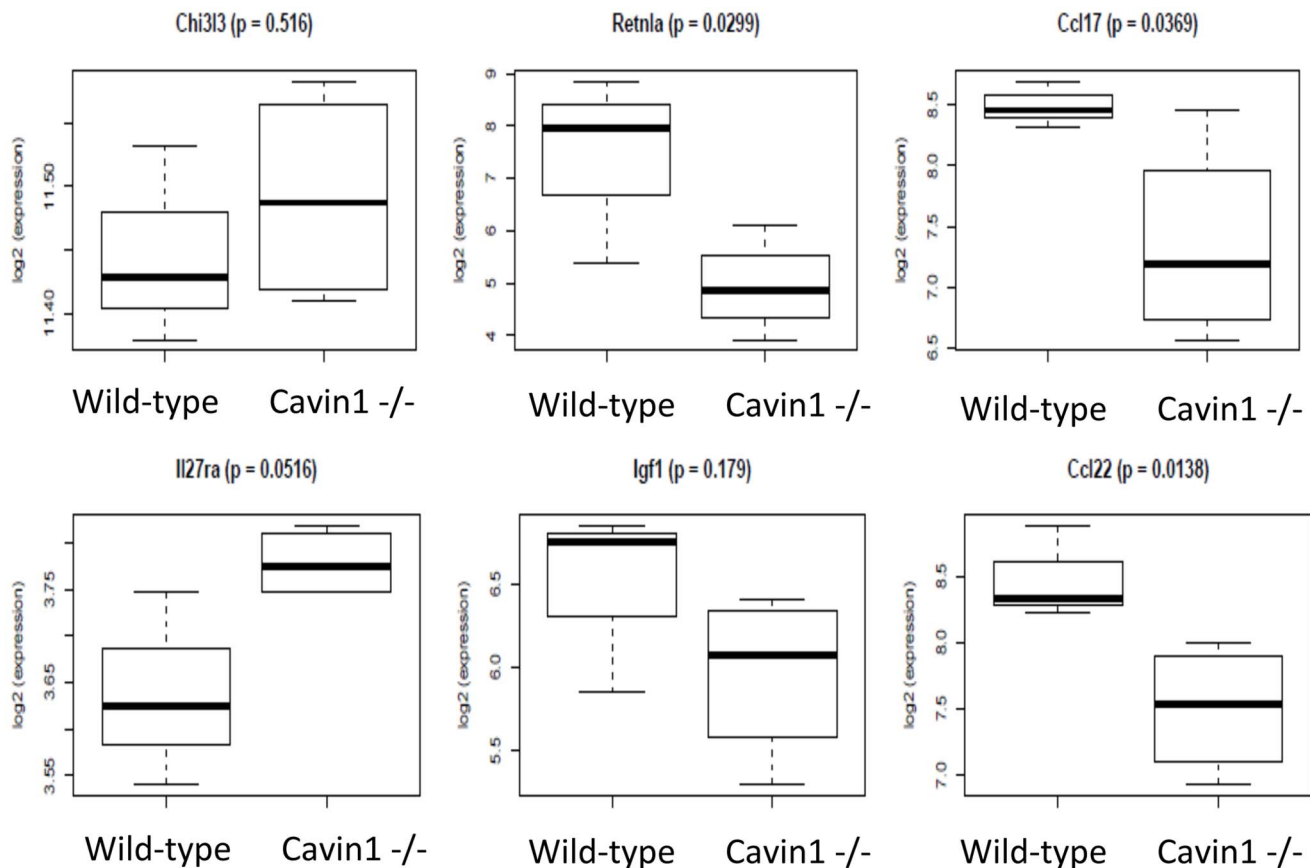 Chi3l3 (p = 0.516)
log2 (expression)
11.50
11.40
Wild-type
Cavin1 -/-
Retnla (p = 0.0299)
log2 (expression)
9
8
7
6
5
4
Wild-type
Cavin1 -/-
Ccl17 (p = 0.0369)
log2 (expression)
8.5
8.0
7.5
7.0
6.5
Wild-type
Cavin1 -/-
Il27ra (p = 0.0516)
log2 (expression)
3.75
3.65
3.55
Wild-type
Cavin1 -/-
Igf1 (p = 0.179)
log2 (expression)
6.5
6.0
5.5
Wild-type
Cavin1 -/-
Ccl22 (p = 0.0138)
log2 (expression)
8.5
8.0
7.5
7.0
Wild-type
Cavin1 -/-